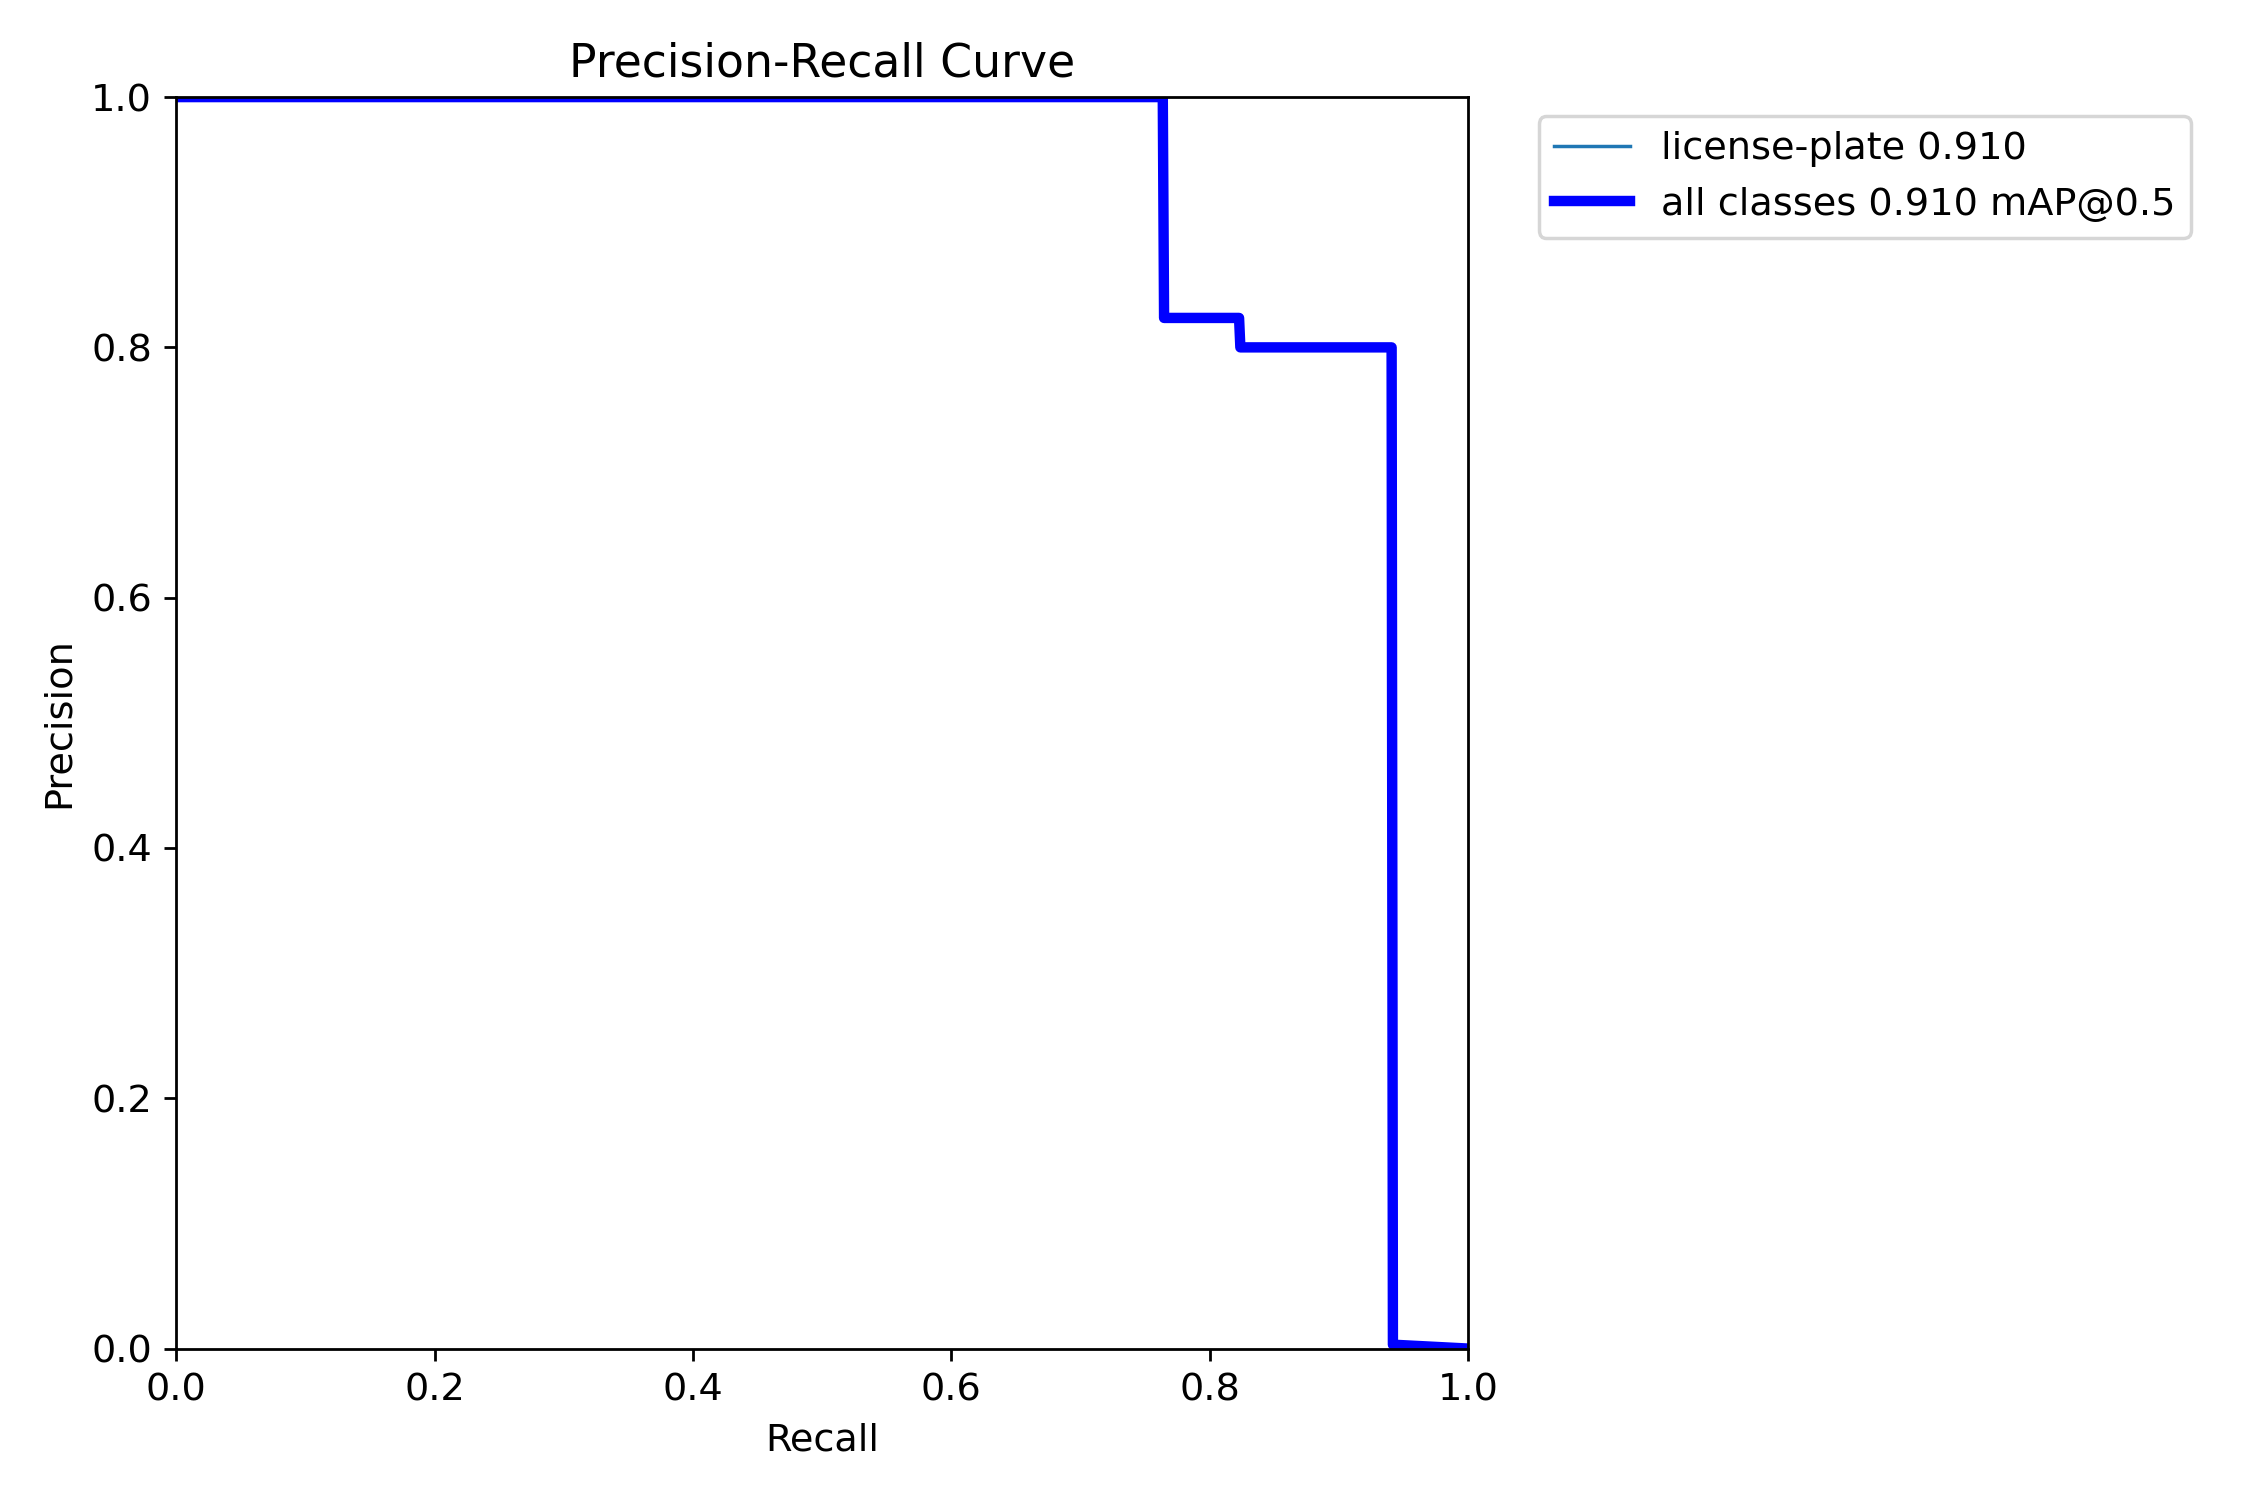 Precision-Recall Curve
1.0
0.8
0.6
0.4
0.2
0.0
Precision
0.0 0.2 0.4 0.6 0.8 1.0
Recall
license-plate 0.910
all classes 0.910 mAP@0.5